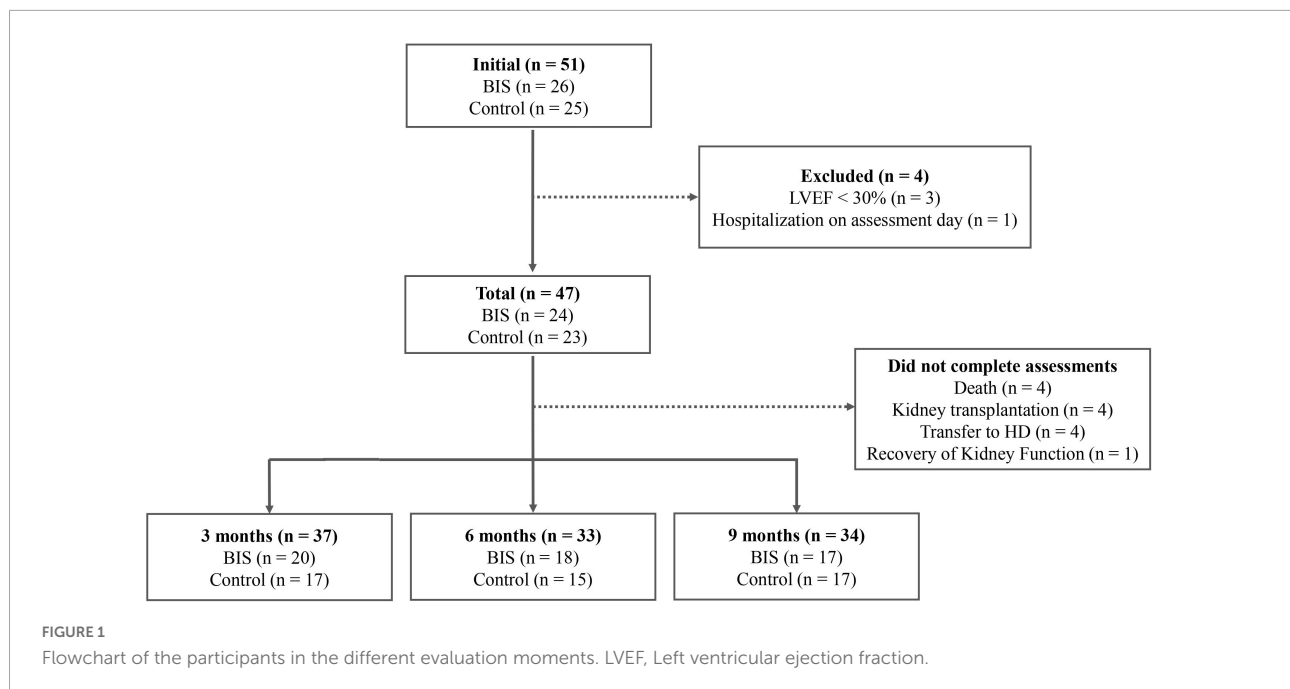 Initial (n = 51)
BIS (n = 26)
Control (n = 25)
Excluded (n = 4)
LVEF < 30% (n = 3)
Hospitalization on assessment day (n = 1)
Total (n = 47)
BIS (n = 24)
Control (n = 23)
Did not complete assessments
Death (n = 4)
Kidney transplantation (n = 4)
Transfer to HD (n = 4)
Recovery of Kidney Function (n = 1)
3 months (n = 37)
BIS (n = 20)
Control (n = 17)
6 months (n = 33)
BIS (n = 18)
Control (n = 15)
9 months (n = 34)
BIS (n = 17)
Control (n = 17)
FIGURE 1
Flowchart of the participants in the different evaluation moments. LVEF, Left ventricular ejection fraction.